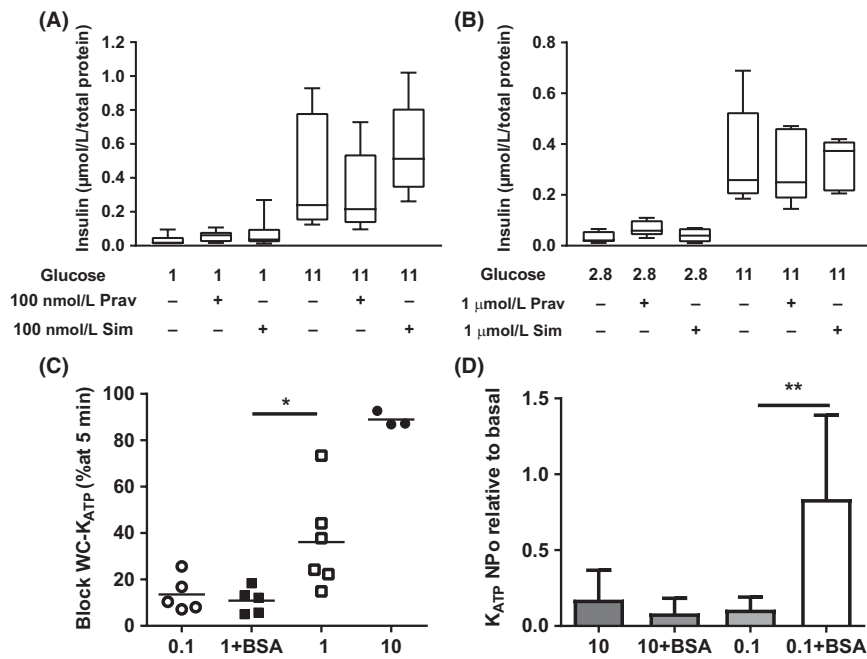 (A)
Insulin (µmol/L/total protein)
1.2
1.0
0.8
0.6
0.4
0.2
0.0
Glucose 1 1 1 11 11 11
100 nmol/L Prav – + – – + –
100 nmol/L Sim – – + – – +
(B)
Insulin (µmol/L/total protein)
0.8
0.6
0.4
0.2
0.0
Glucose 2.8 2.8 2.8 11 11 11
1 µmol/L Prav – + – – + –
1 µmol/L Sim – – + – – +
(C)
Block WC-KATP (%at 5 min)
100
80
60
40
20
0
*
0.1 1+BSA 1 10
(D)
KATP NPo relative to basal
1.5
1.0
0.5
0.0
**
10 10+BSA 0.1 0.1+BSA